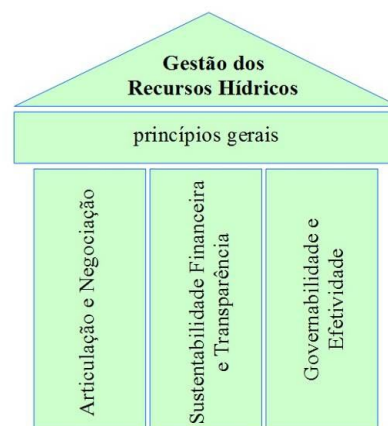 Gestão dos
Recursos Hídricos
princípios gerais
Articulação e Negociação
Sustentabilidade Financeira
e Transparência
Governabilidade e
Efetividade